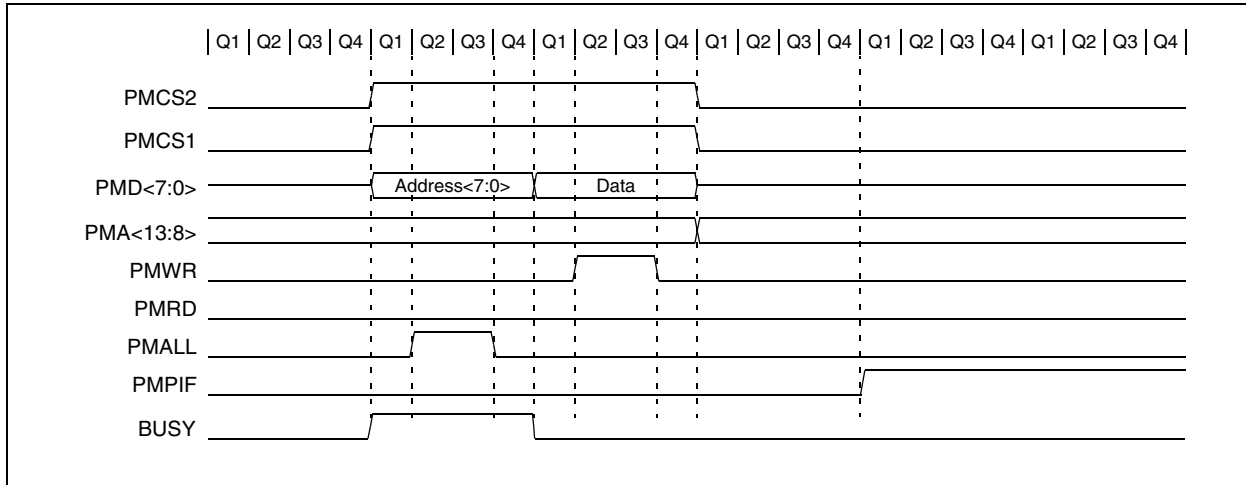 Q1 Q2 Q3 Q4 Q1 Q2 Q3 Q4 Q1 Q2 Q3 Q4 Q1 Q2 Q3 Q4 Q1 Q2 Q3 Q4 Q1 Q2 Q3 Q4
PMCS2
PMCS1
PMD<7:0> Address<7:0> Data
PMA<13:8>
PMWR
PMRD
PMALL
PMPIF
BUSY